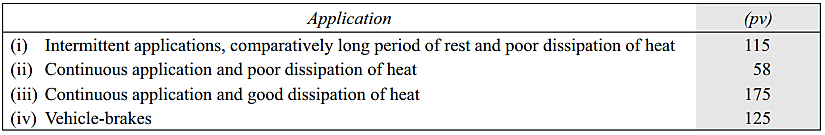 Application (pv)
(i) Intermittent applications, comparatively long period of rest and poor dissipation of heat 115
(ii) Continuous application and poor dissipation of heat 58
(iii) Continuous application and good dissipation of heat 175
(iv) Vehicle-brakes 125